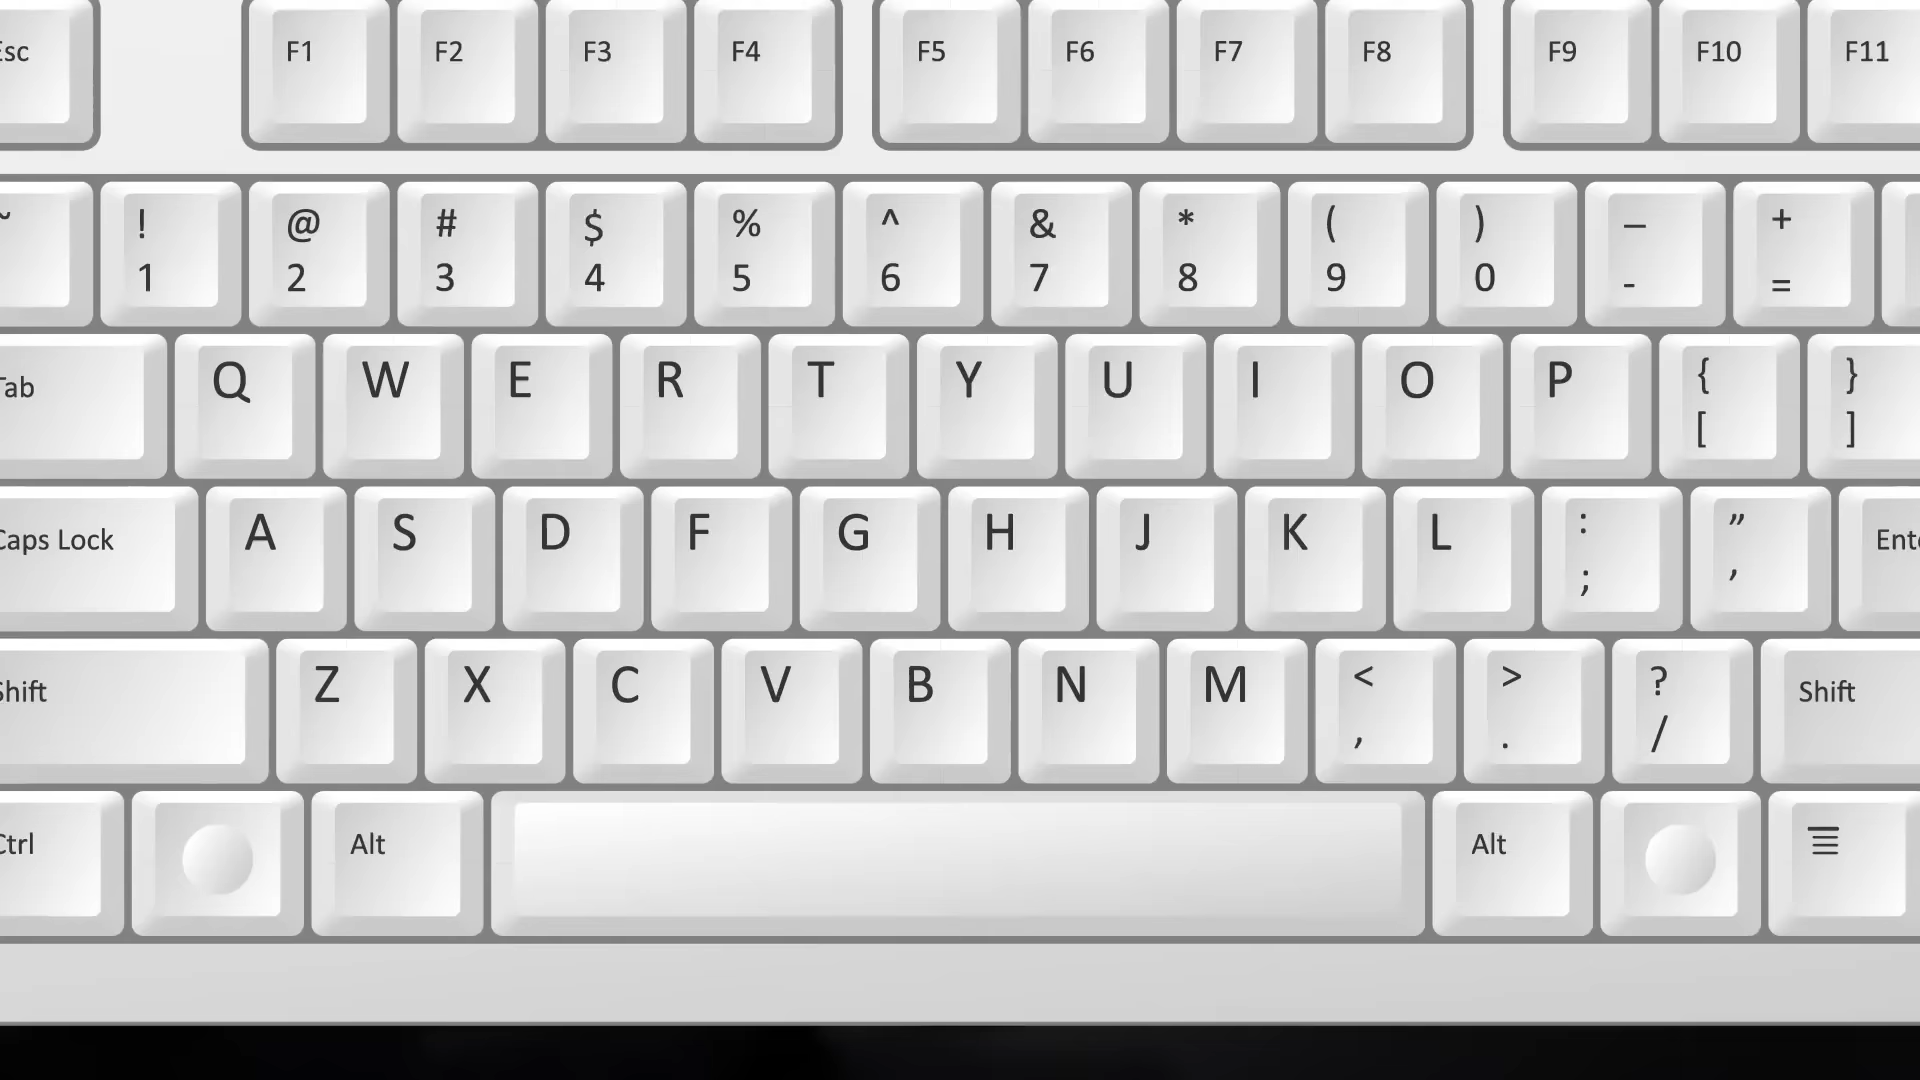 Esc F1 F2 F3 F4 F5 F6 F7 F8 F9 F10 F11
~ ! @ # $ % ^ & * ( ) – +
1 2 3 4 5 6 7 8 9 0 - =
Tab Q W E R T Y U I O P { }
[ ]
Caps Lock A S D F G H J K L : ” Ente
; ,
Shift Z X C V B N M < > ? Shift
, . /
Ctrl Alt Alt